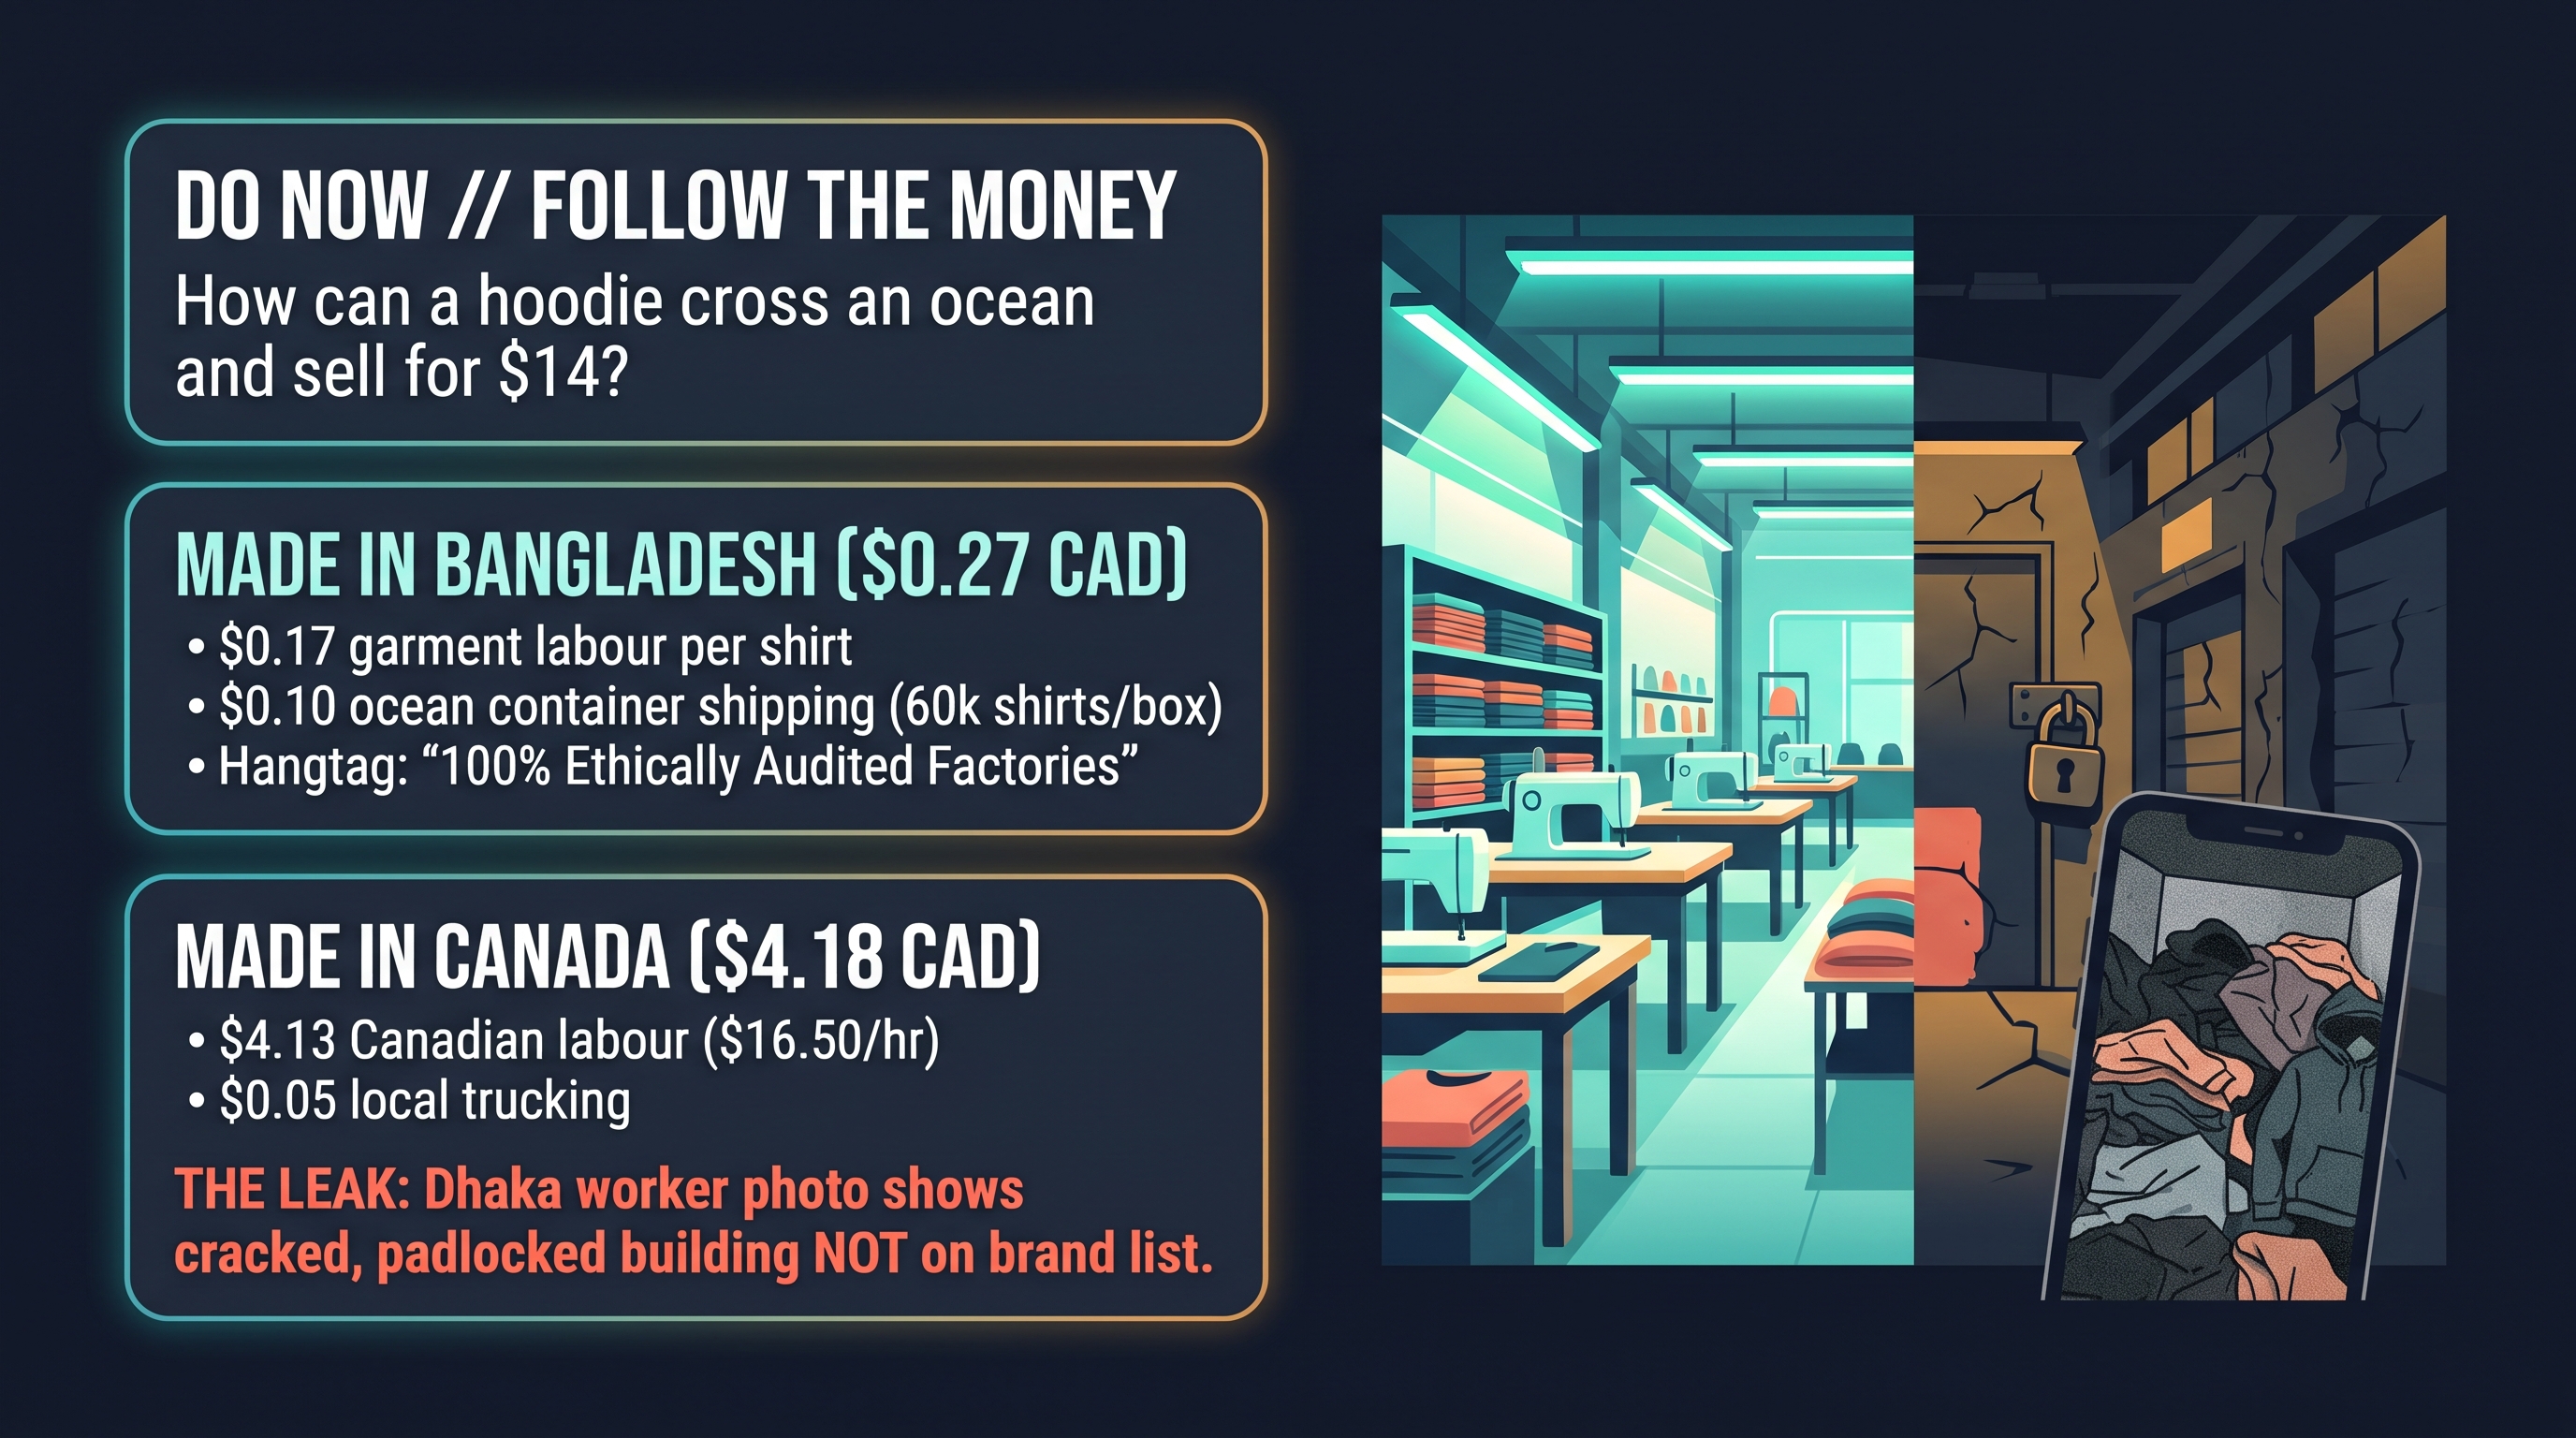 DO NOW // FOLLOW THE MONEY
How can a hoodie cross an ocean
and sell for $14?
MADE IN BANGLADESH ($0.27 CAD)
• $0.17 garment labour per shirt
• $0.10 ocean container shipping (60k shirts/box)
• Hangtag: “100% Ethically Audited Factories”
MADE IN CANADA ($4.18 CAD)
• $4.13 Canadian labour ($16.50/hr)
• $0.05 local trucking
THE LEAK: Dhaka worker photo shows
cracked, padlocked building NOT on brand list.